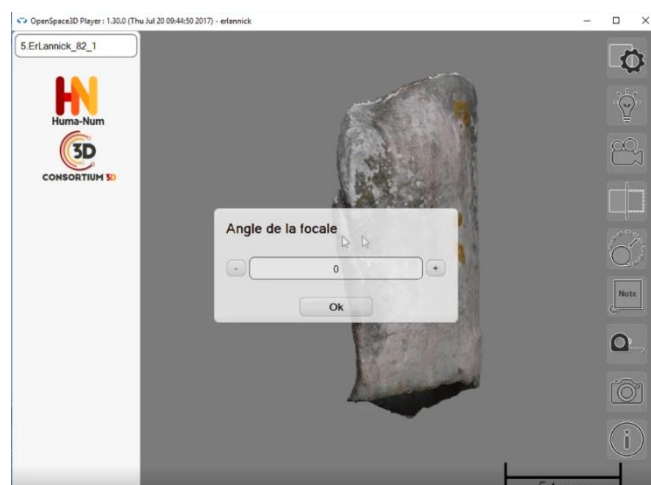 OpenSpace3D Player : 1.30.0 (Thu Jul 20 09:44:50 2017) - erlannick
5.ErLannick_82_1
HN
Huma-Num
3D
CONSORTIUM 3D
Angle de la focale
-
0
+
Ok
Note
i